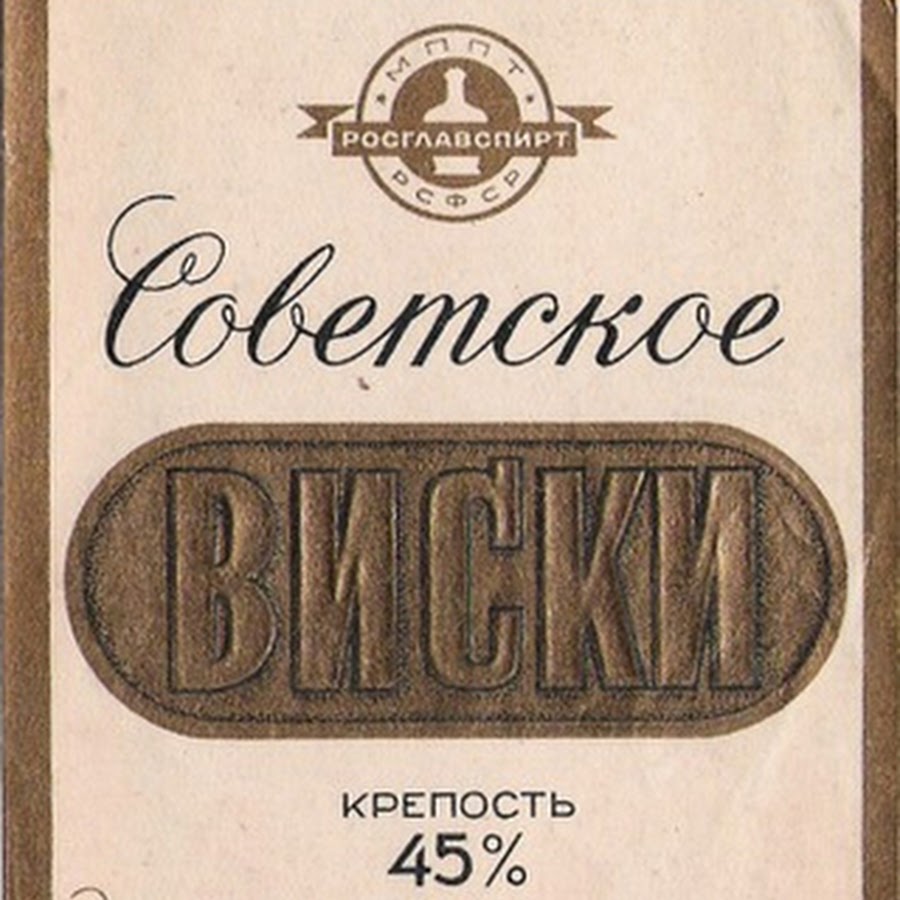 МППТ
РОСГЛАВСПИРТ
РСФСР
Советское
ВИСКИ
КРЕПОСТЬ
45%